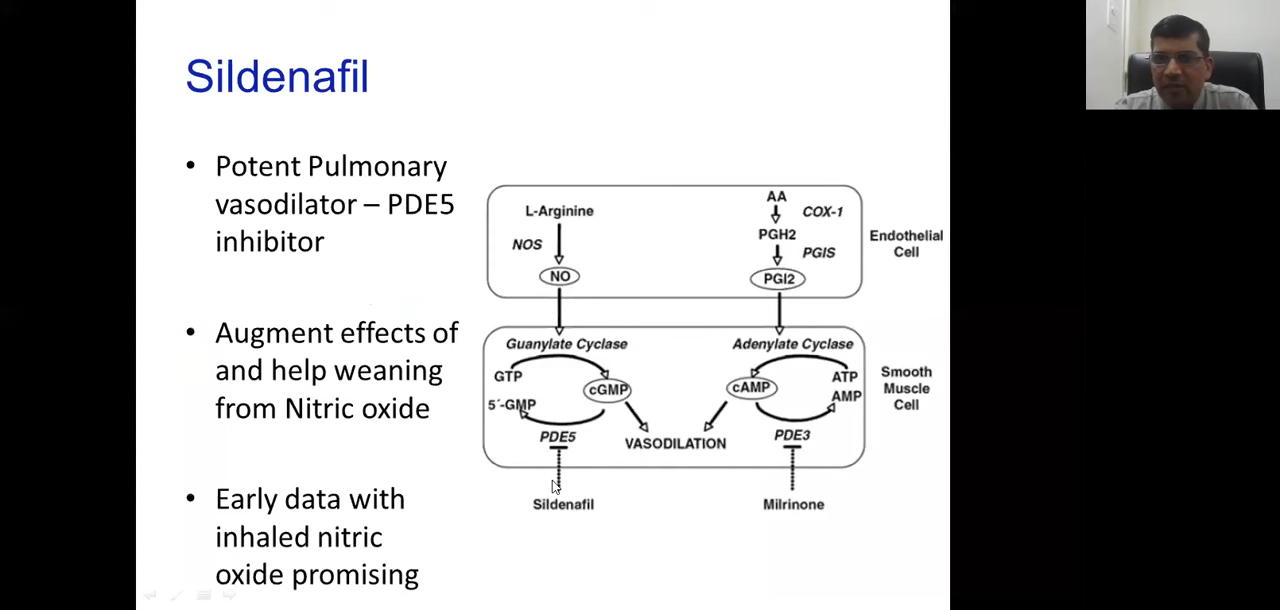 Sildenafil
• Potent Pulmonary
vasodilator – PDE5
inhibitor
• Augment effects of
and help weaning
from Nitric oxide
• Early data with
inhaled nitric
oxide promising
L-Arginine
NOS
NO
AA
COX-1
PGH2
PGIS
PGI2
Endothelial
Cell
Guanylate Cyclase
GTP
cGMP
5´-GMP
PDE5
Adenylate Cyclase
cAMP
ATP
AMP
PDE3
VASODILATION
Smooth
Muscle
Cell
Sildenafil
Milrinone